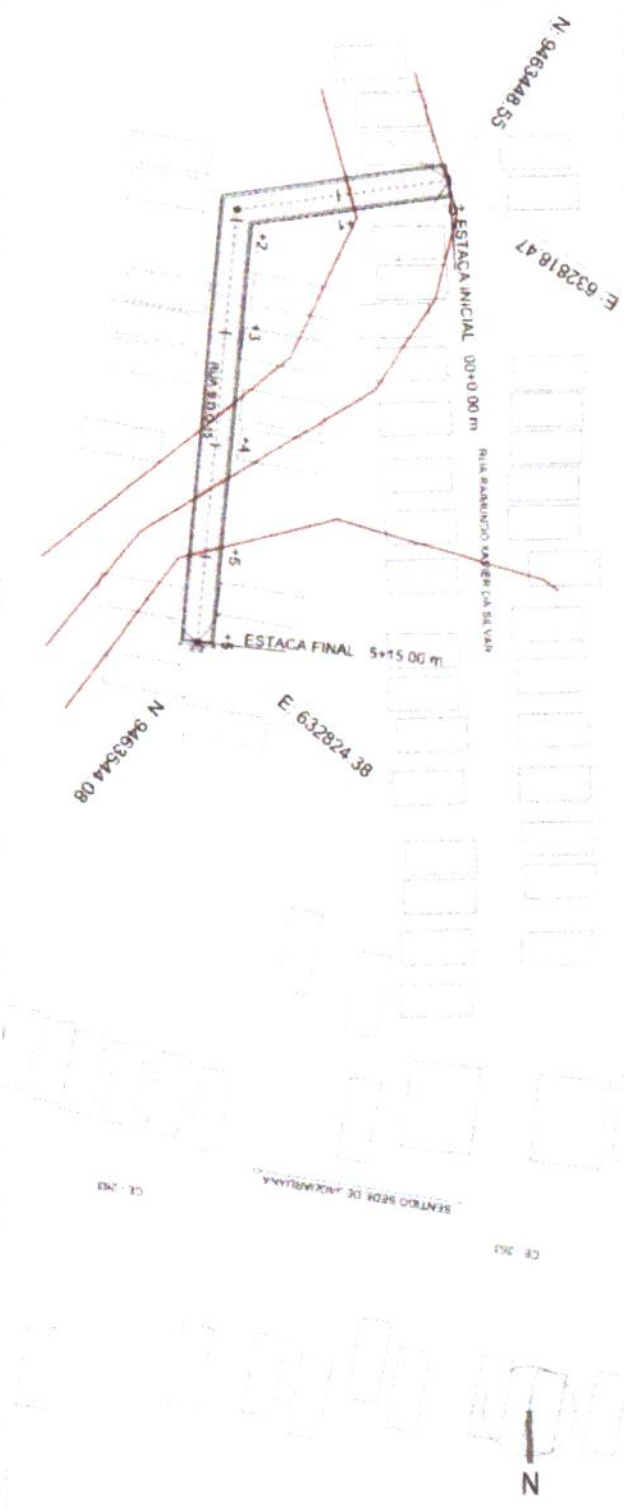 N: 9463448.55
E: 632818.47
ESTACA INICIAL 00+0.00 m
RUA RAIMUNDO XAVIER DA SILVA
+2
+3
+4
+5
ESTACA FINAL 5+15.00 m
E: 632824.38
N: 9463544.08
SENTIDO SEDE DE JAGUARUANA
CE - 263
CE - 263
N